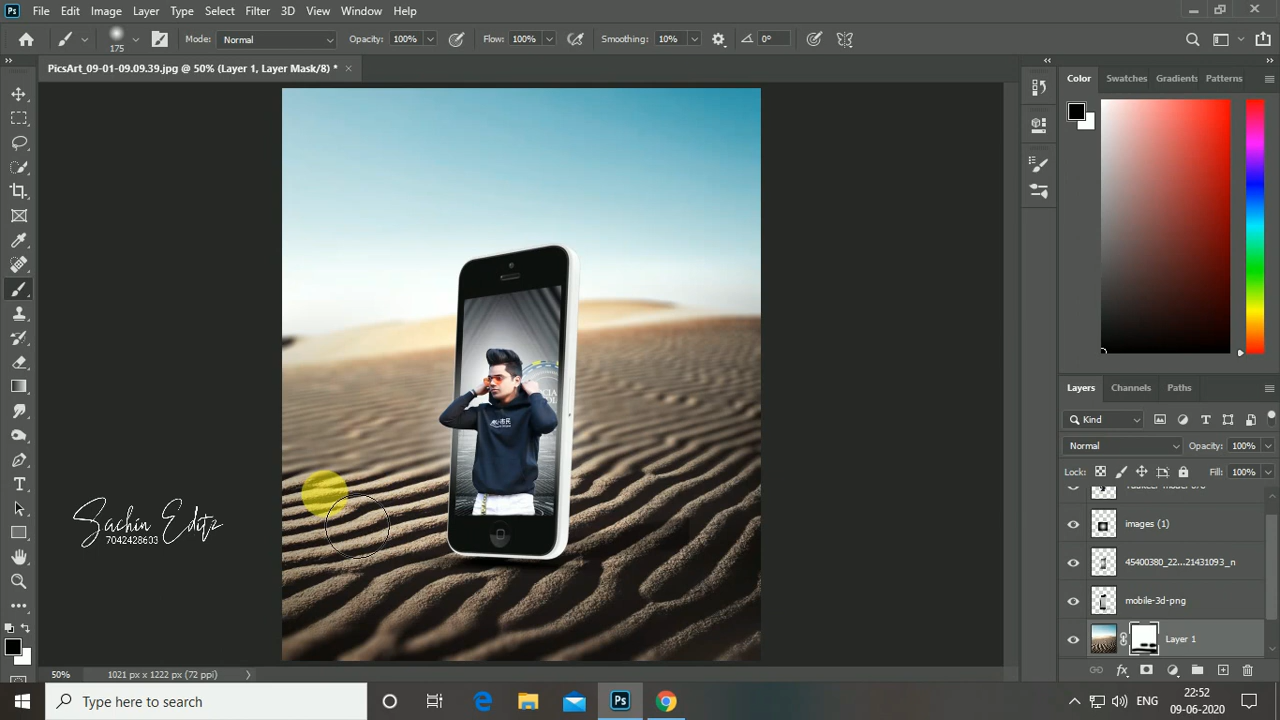 File Edit Image Layer Type Select Filter 3D View Window Help
175 Mode: Normal Opacity: 100% Flow: 100% Smoothing: 10% 0°
PicsArt_09-01-09.09.39.jpg @ 50% (Layer 1, Layer Mask/8) *
Color Swatches Gradients Patterns
Layers Channels Paths
Kind
Normal Opacity: 100%
Lock: Fill: 100%
images (1)
45400380_22...21431093_n
mobile-3d-png
Layer 1
Sachin Editz
7042428603
50% 1021 px x 1222 px (72 ppi)
Type here to search
ENG
22:52
09-06-2020